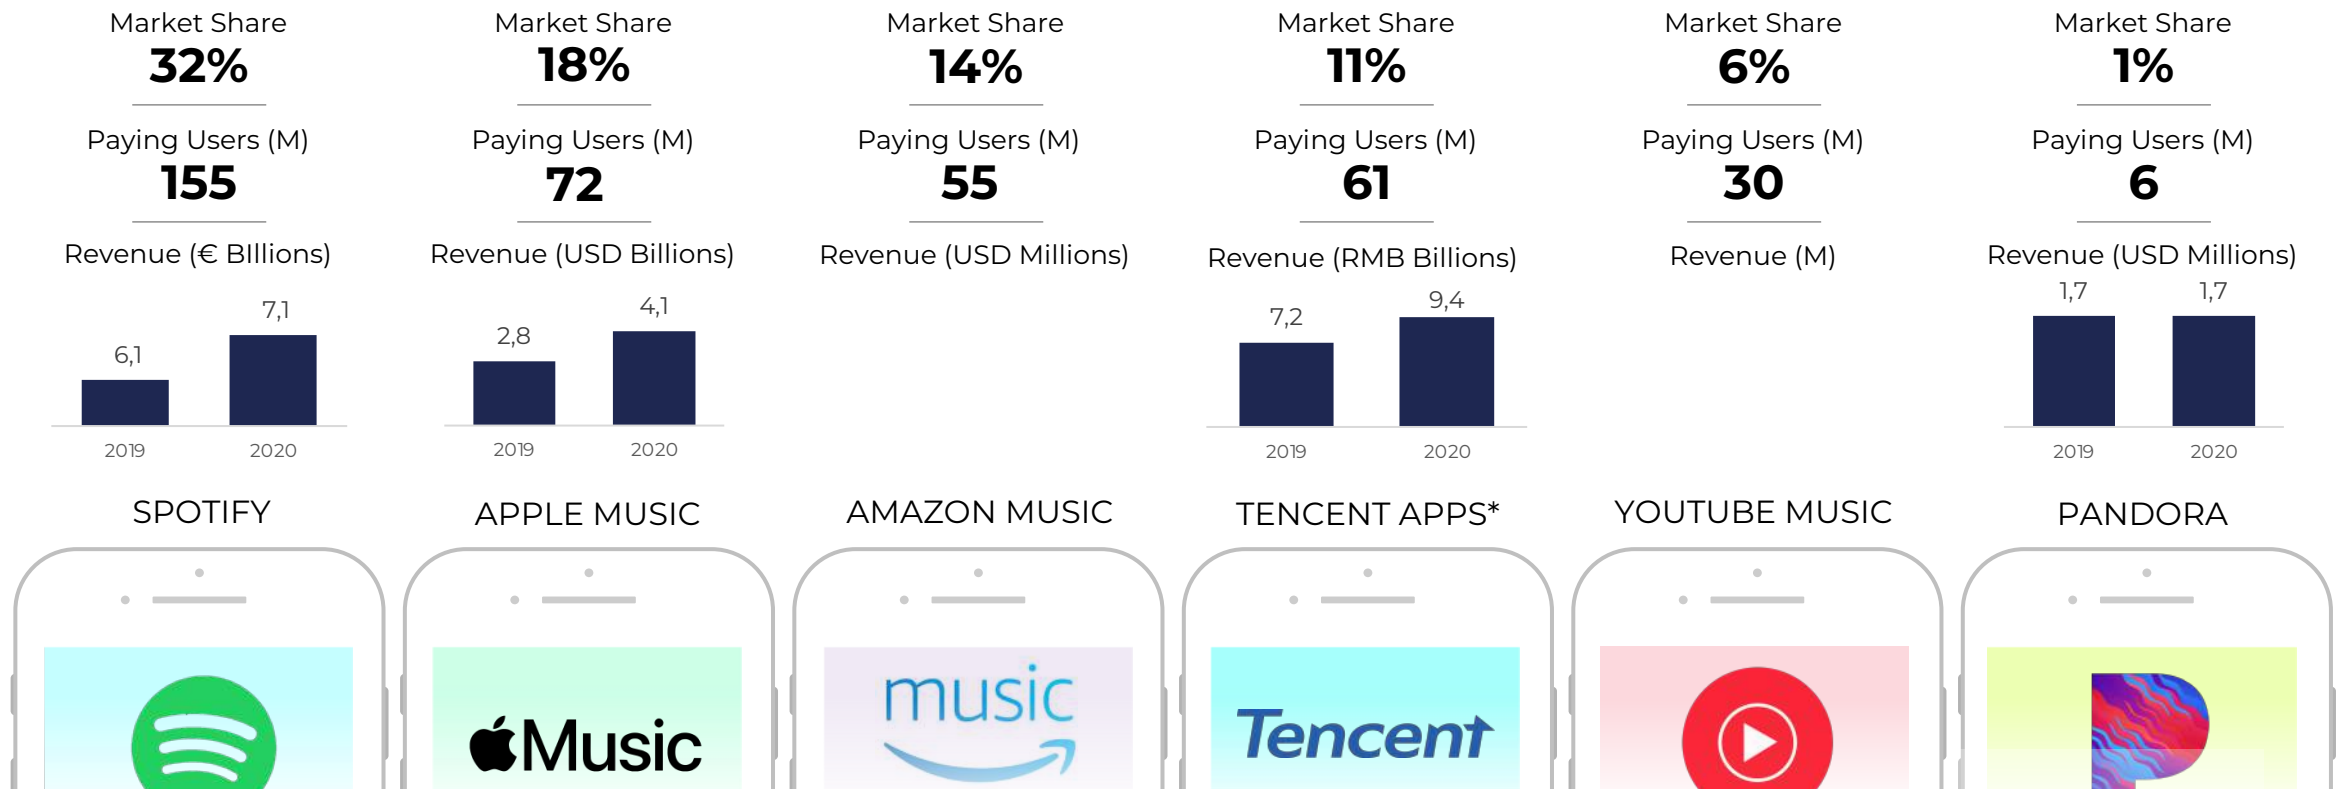 Market Share
32%
Paying Users (M)
155
Revenue (€ BIllions)
6,1
7,1
2019
2020
SPOTIFY
Market Share
18%
Paying Users (M)
72
Revenue (USD Billions)
2,8
4,1
2019
2020
APPLE MUSIC
Music
Market Share
14%
Paying Users (M)
55
Revenue (USD Millions)
AMAZON MUSIC
music
Market Share
11%
Paying Users (M)
61
Revenue (RMB Billions)
7,2
9,4
2019
2020
TENCENT APPS*
Tencent
Market Share
6%
Paying Users (M)
30
Revenue (M)
YOUTUBE MUSIC
Market Share
1%
Paying Users (M)
6
Revenue (USD Millions)
1,7
1,7
2019
2020
PANDORA